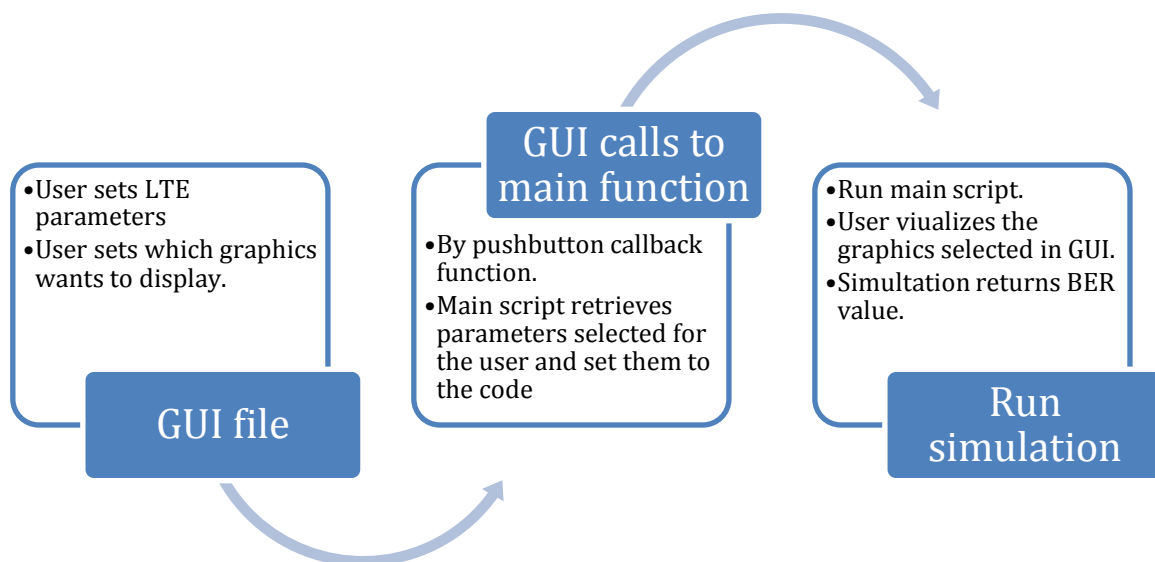 •User sets LTE
parameters
•User sets which graphics
wants to display.
GUI file
GUI calls to
main function
•By pushbutton callback
function.
•Main script retrieves
parameters selected for
the user and set them to
the code
•Run main script.
•User viualizes the
graphics selected in GUI.
•Simultation returns BER
value.
Run
simulation